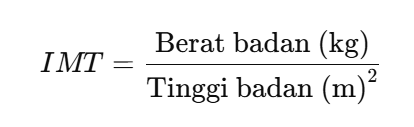 IMT = Berat badan (kg) / Tinggi badan (m)²